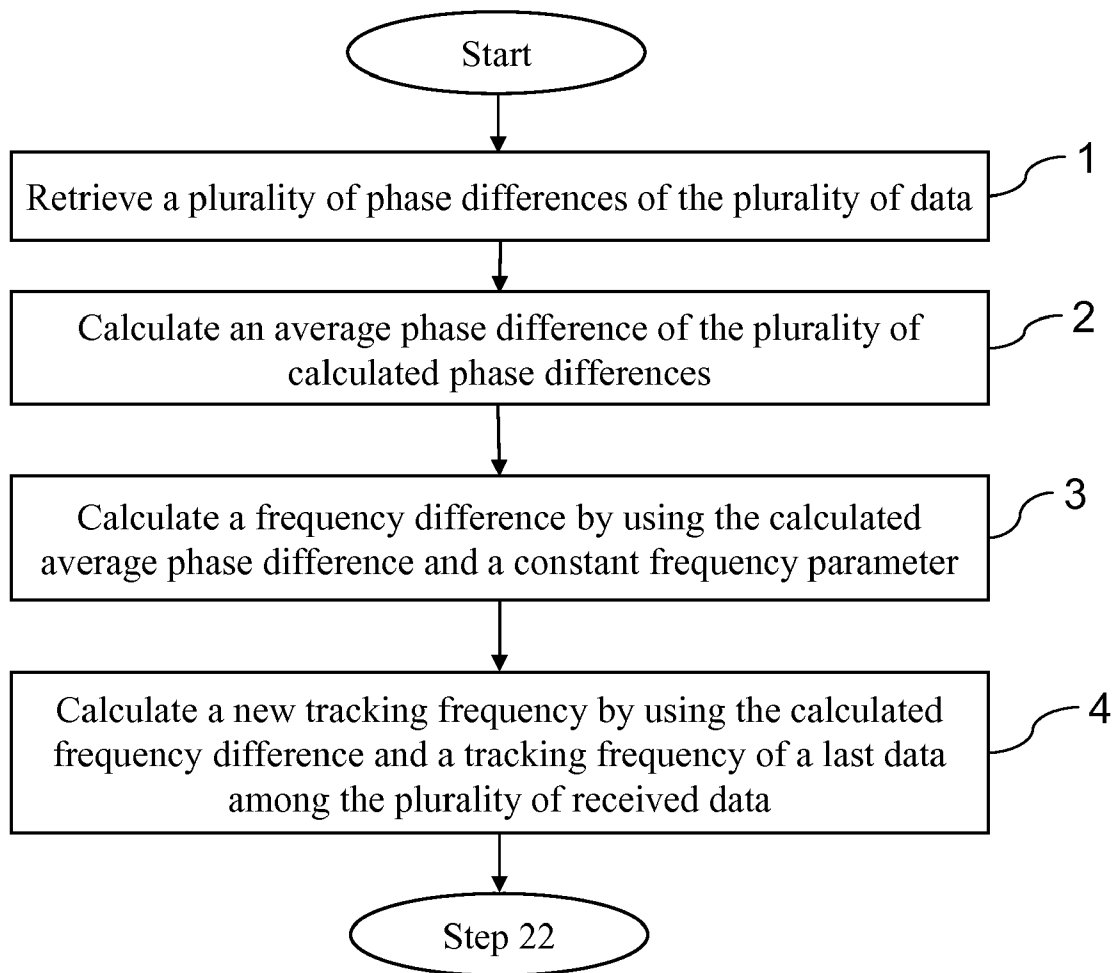 Start
Retrieve a plurality of phase differences of the plurality of data
1
Calculate an average phase difference of the plurality of
calculated phase differences
2
Calculate a frequency difference by using the calculated
average phase difference and a constant frequency parameter
3
Calculate a new tracking frequency by using the calculated
frequency difference and a tracking frequency of a last data
among the plurality of received data
4
Step 22